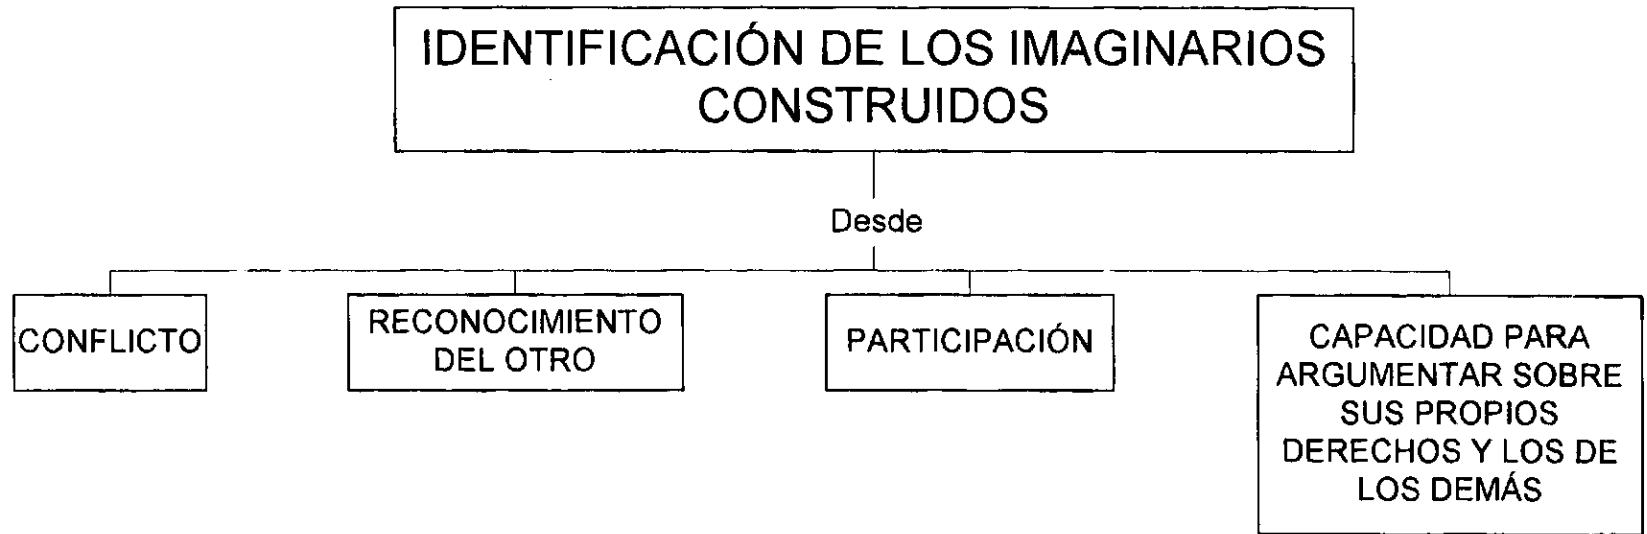 IDENTIFICACIÓN DE LOS IMAGINARIOS
CONSTRUIDOS
Desde
CONFLICTO
RECONOCIMIENTO
DEL OTRO
PARTICIPACIÓN
CAPACIDAD PARA
ARGUMENTAR SOBRE
SUS PROPIOS
DERECHOS Y LOS DE
LOS DEMÁS